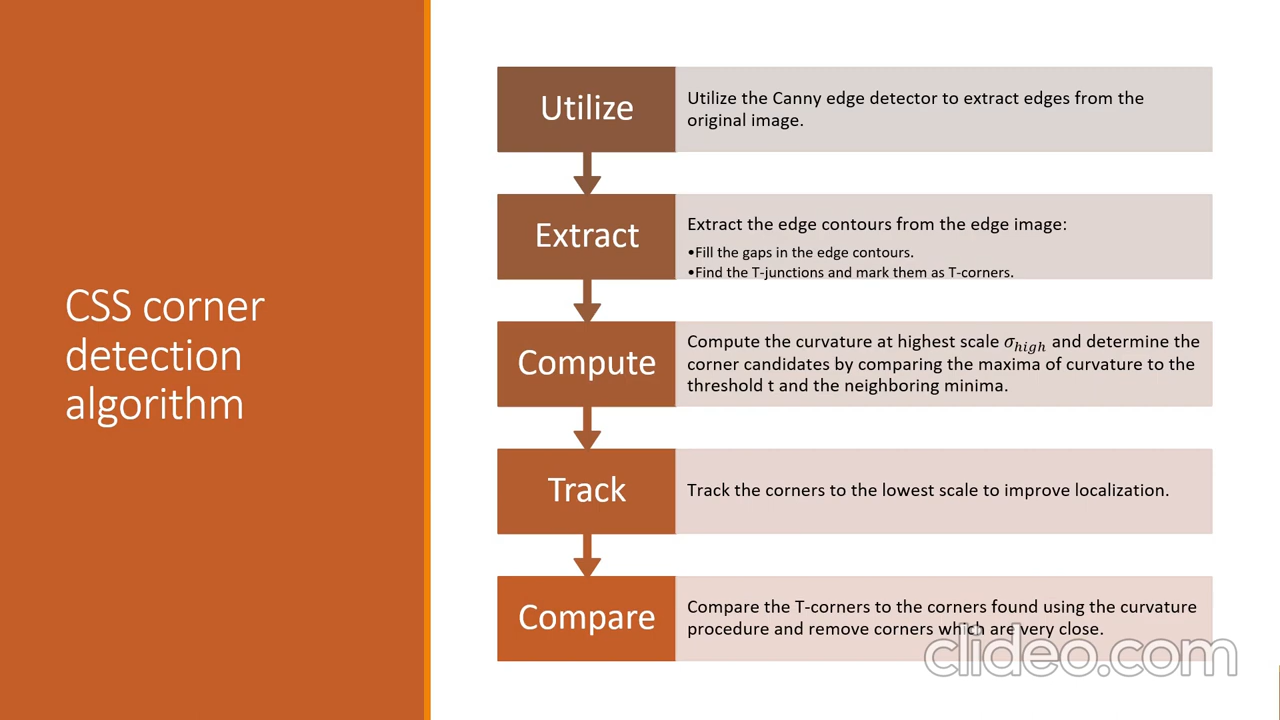 CSS corner
detection
algorithm
Utilize
Utilize the Canny edge detector to extract edges from the
original image.
Extract
Extract the edge contours from the edge image:
•Fill the gaps in the edge contours.
•Find the T-junctions and mark them as T-corners.
Compute
Compute the curvature at highest scale σhigh and determine the
corner candidates by comparing the maxima of curvature to the
threshold t and the neighboring minima.
Track
Track the corners to the lowest scale to improve localization.
Compare
Compare the T-corners to the corners found using the curvature
procedure and remove corners which are very close.
clideo.com